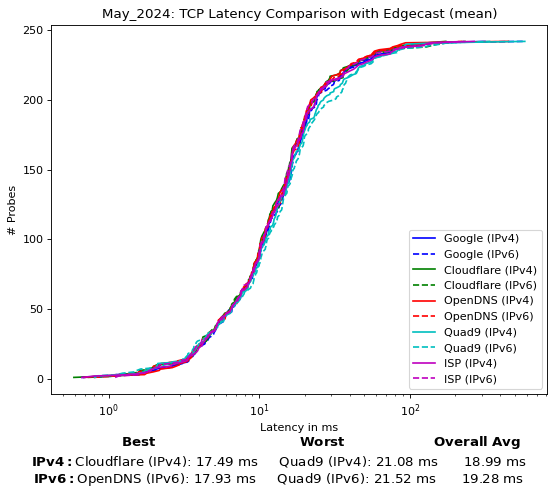 May_2024: TCP Latency Comparison with Edgecast (mean)
250
200
150
100
50
0
# Probes
10⁰
10¹
10²
Latency in ms
Google (IPv4)
Google (IPv6)
Cloudflare (IPv4)
Cloudflare (IPv6)
OpenDNS (IPv4)
OpenDNS (IPv6)
Quad9 (IPv4)
Quad9 (IPv6)
ISP (IPv4)
ISP (IPv6)
Best Worst Overall Avg
IPv4: Cloudflare (IPv4): 17.49 ms Quad9 (IPv4): 21.08 ms 18.99 ms
IPv6: OpenDNS (IPv6): 17.93 ms Quad9 (IPv6): 21.52 ms 19.28 ms